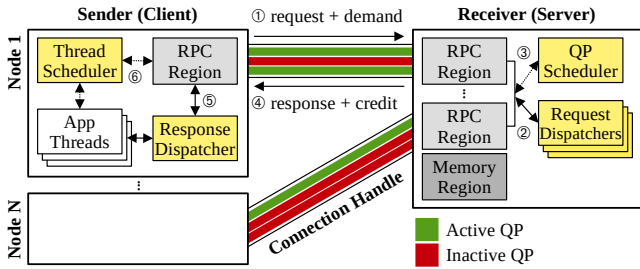 Sender (Client)
Receiver (Server)
Node 1
Thread
Scheduler
RPC
Region
⑥
⑤
App
Threads
Response
Dispatcher
① request + demand
④ response + credit
RPC
Region
⋮
RPC
Region
Memory
Region
③
QP
Scheduler
②
Request
Dispatchers
...
Node N
Connection Handle
Active QP
Inactive QP